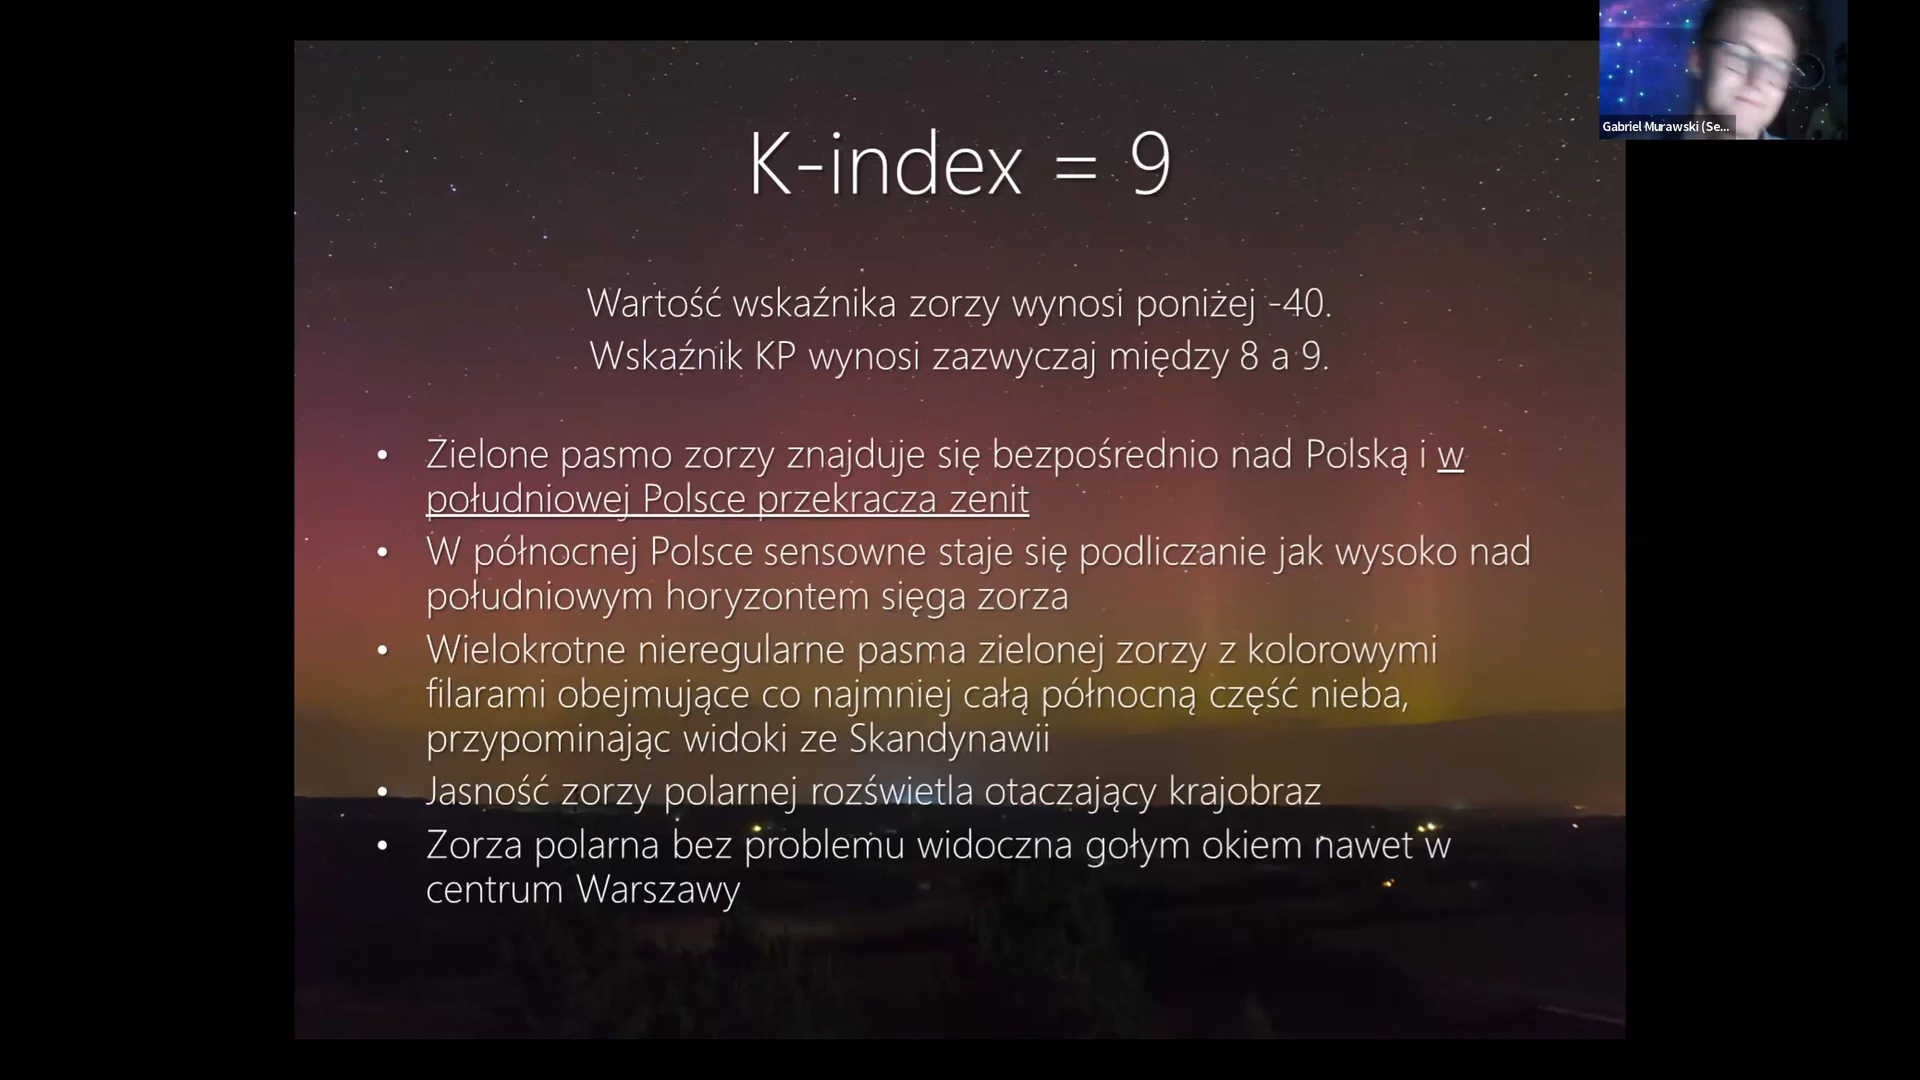 K-index = 9
Wartość wskaźnika zorzy wynosi poniżej -40.
Wskaźnik KP wynosi zazwyczaj między 8 a 9.
• Zielone pasmo zorzy znajduje się bezpośrednio nad Polską i w
południowej Polsce przekracza zenit
• W północnej Polsce sensowne staje się podliczanie jak wysoko nad
południowym horyzontem sięga zorza
• Wielokrotne nieregularne pasma zielonej zorzy z kolorowymi
filarami obejmujące co najmniej całą północną część nieba,
przypominając widoki ze Skandynawii
• Jasność zorzy polarnej rozświetla otaczający krajobraz
• Zorza polarna bez problemu widoczna gołym okiem nawet w
centrum Warszawy
Gabriel Murawski (Se...